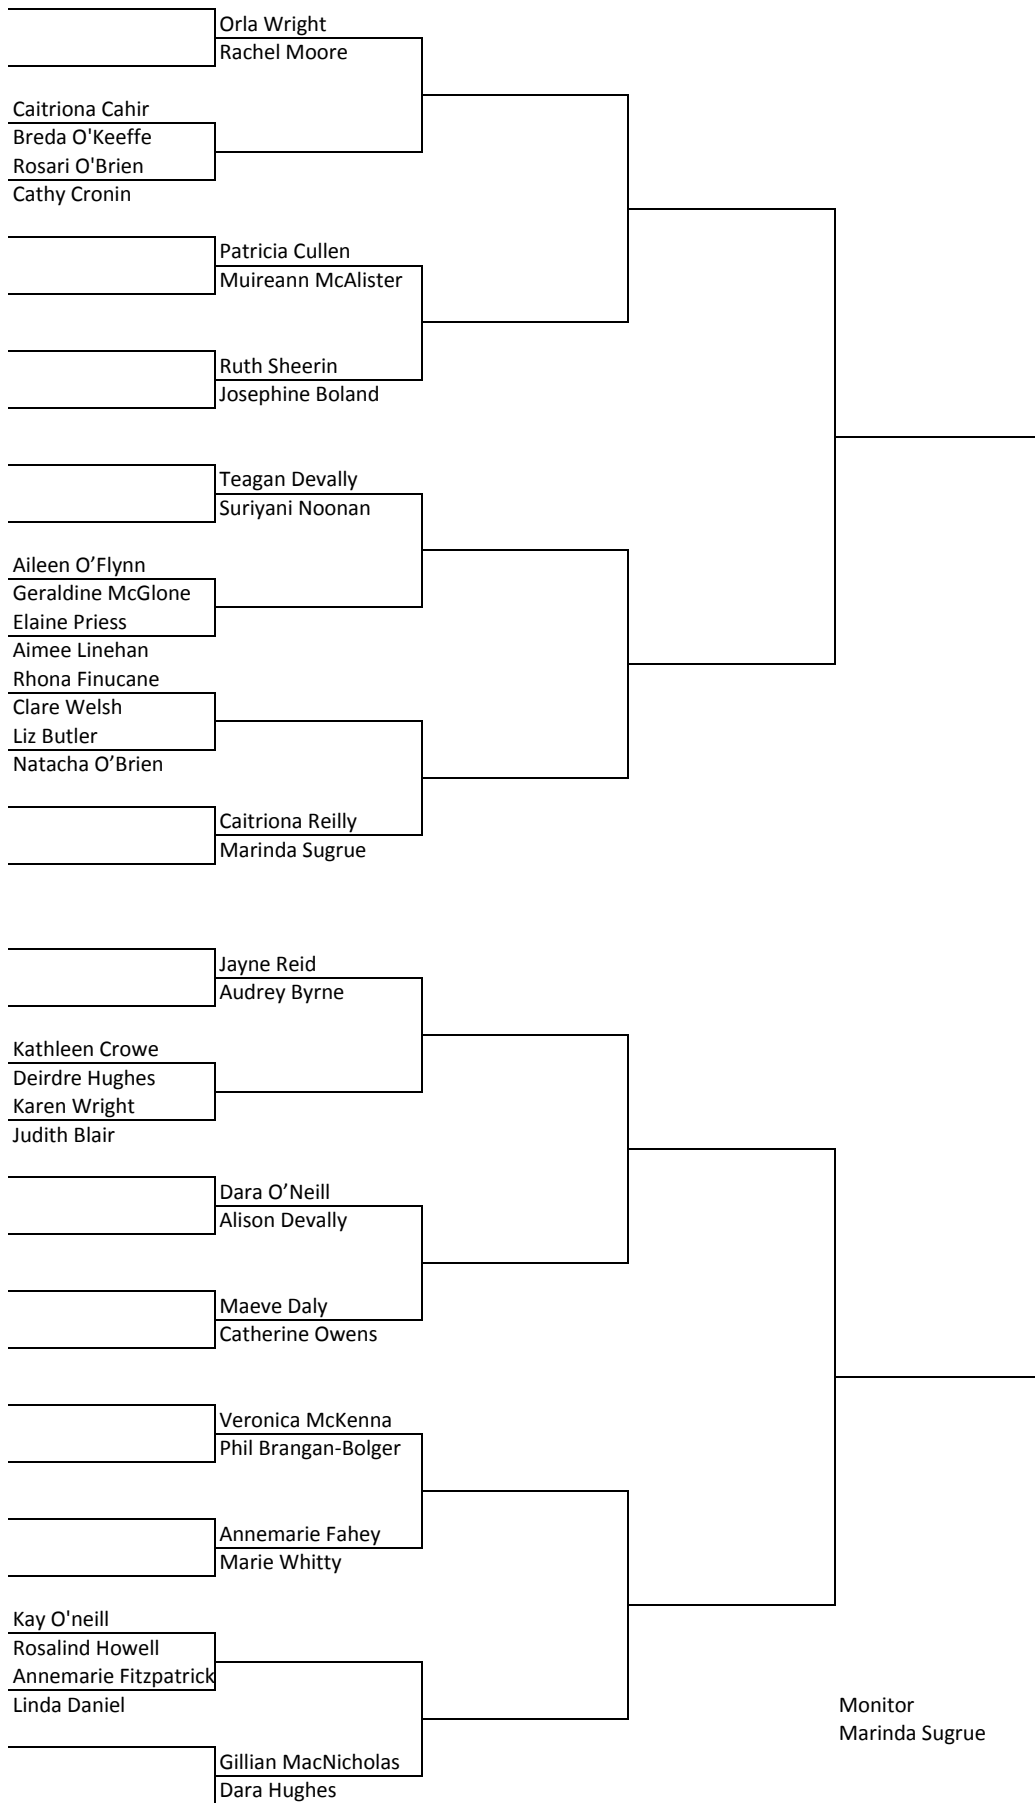 Orla Wright
Rachel Moore
Caitriona Cahir
Breda O'Keeffe
Rosari O'Brien
Cathy Cronin
Patricia Cullen
Muireann McAlister
Ruth Sheerin
Josephine Boland
Teagan Devally
Suriyani Noonan
Aileen O’Flynn
Geraldine McGlone
Elaine Priess
Aimee Linehan
Rhona Finucane
Clare Welsh
Liz Butler
Natacha O’Brien
Caitriona Reilly
Marinda Sugrue
Jayne Reid
Audrey Byrne
Kathleen Crowe
Deirdre Hughes
Karen Wright
Judith Blair
Dara O’Neill
Alison Devally
Maeve Daly
Catherine Owens
Veronica McKenna
Phil Brangan-Bolger
Annemarie Fahey
Marie Whitty
Kay O'neill
Rosalind Howell
Annemarie Fitzpatrick
Linda Daniel
Gillian MacNicholas
Dara Hughes
Monitor
Marinda Sugrue